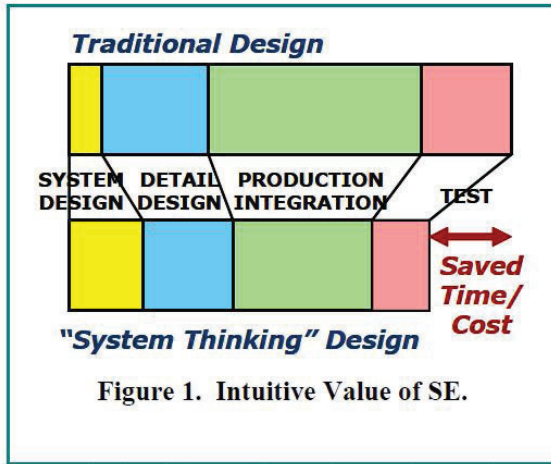 Traditional Design
SYSTEM DESIGN
DETAIL DESIGN
PRODUCTION INTEGRATION
TEST
Saved
Time/
Cost
“System Thinking” Design
Figure 1. Intuitive Value of SE.